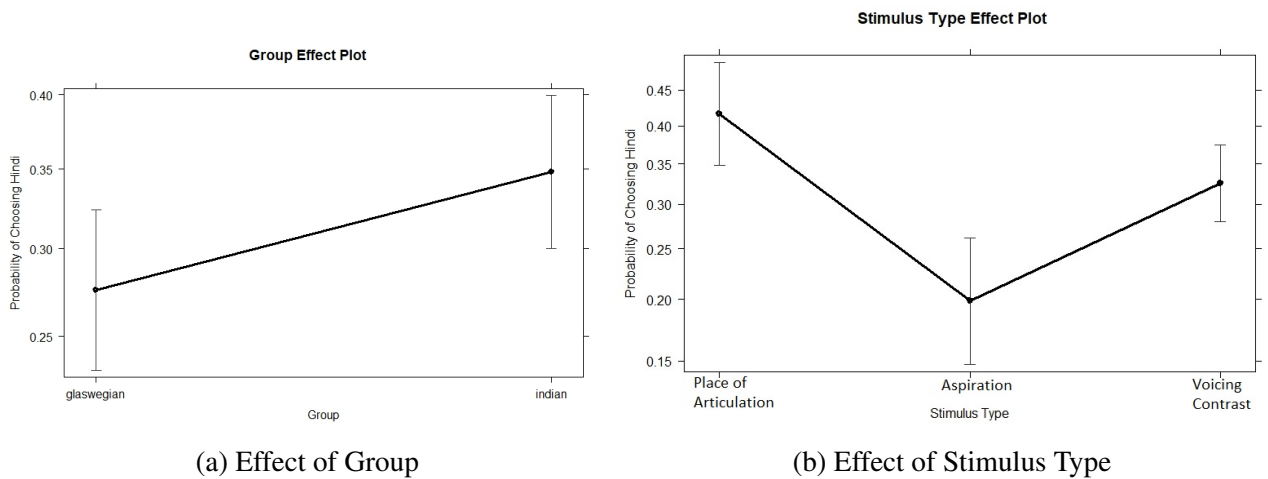 Group Effect Plot
Probability of Choosing Hindi
0.40
0.35
0.30
0.25
glaswegian
indian
Group
(a) Effect of Group
Stimulus Type Effect Plot
Probability of Choosing Hindi
0.45
0.40
0.35
0.30
0.25
0.20
0.15
Place of
Articulation
Aspiration
Voicing
Contrast
Stimulus Type
(b) Effect of Stimulus Type